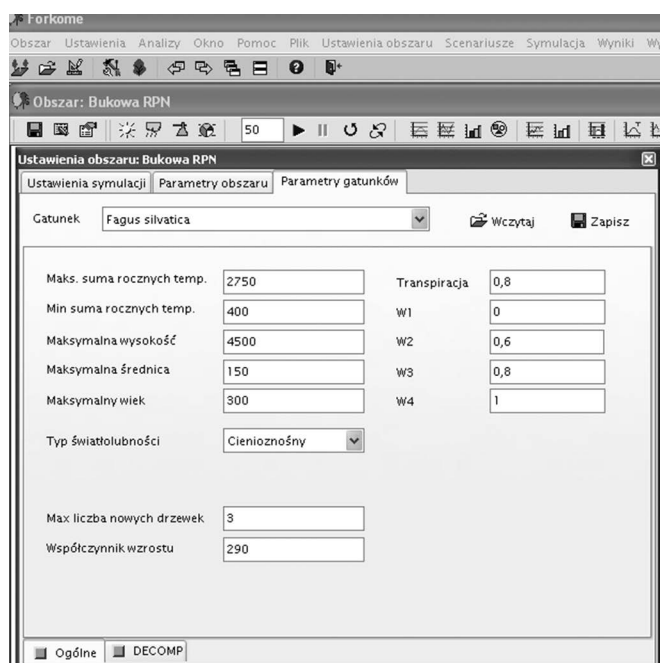 Forkome
Obszar Ustawienia Analizy Okno Pomoc Plik Ustawienia obszaru Scenariusze Symulacja Wyniki
Obszar: Bukowa RPN
50
Ustawienia obszaru: Bukowa RPN
Ustawienia symulacji Parametry obszaru Parametry gatunków
Gatunek Fagus silvatica Wczytaj Zapisz
Maks. suma rocznych temp. 2750 Transpiracja 0,8
Min suma rocznych temp. 400 W1 0
Maksymalna wysokość 4500 W2 0,6
Maksymalna średnica 150 W3 0,8
Maksymalny wiek 300 W4 1
Typ światłolubności Cienioznośny
Max liczba nowych drzewek 3
Współczynnik wzrostu 290
Ogólne DECOMP